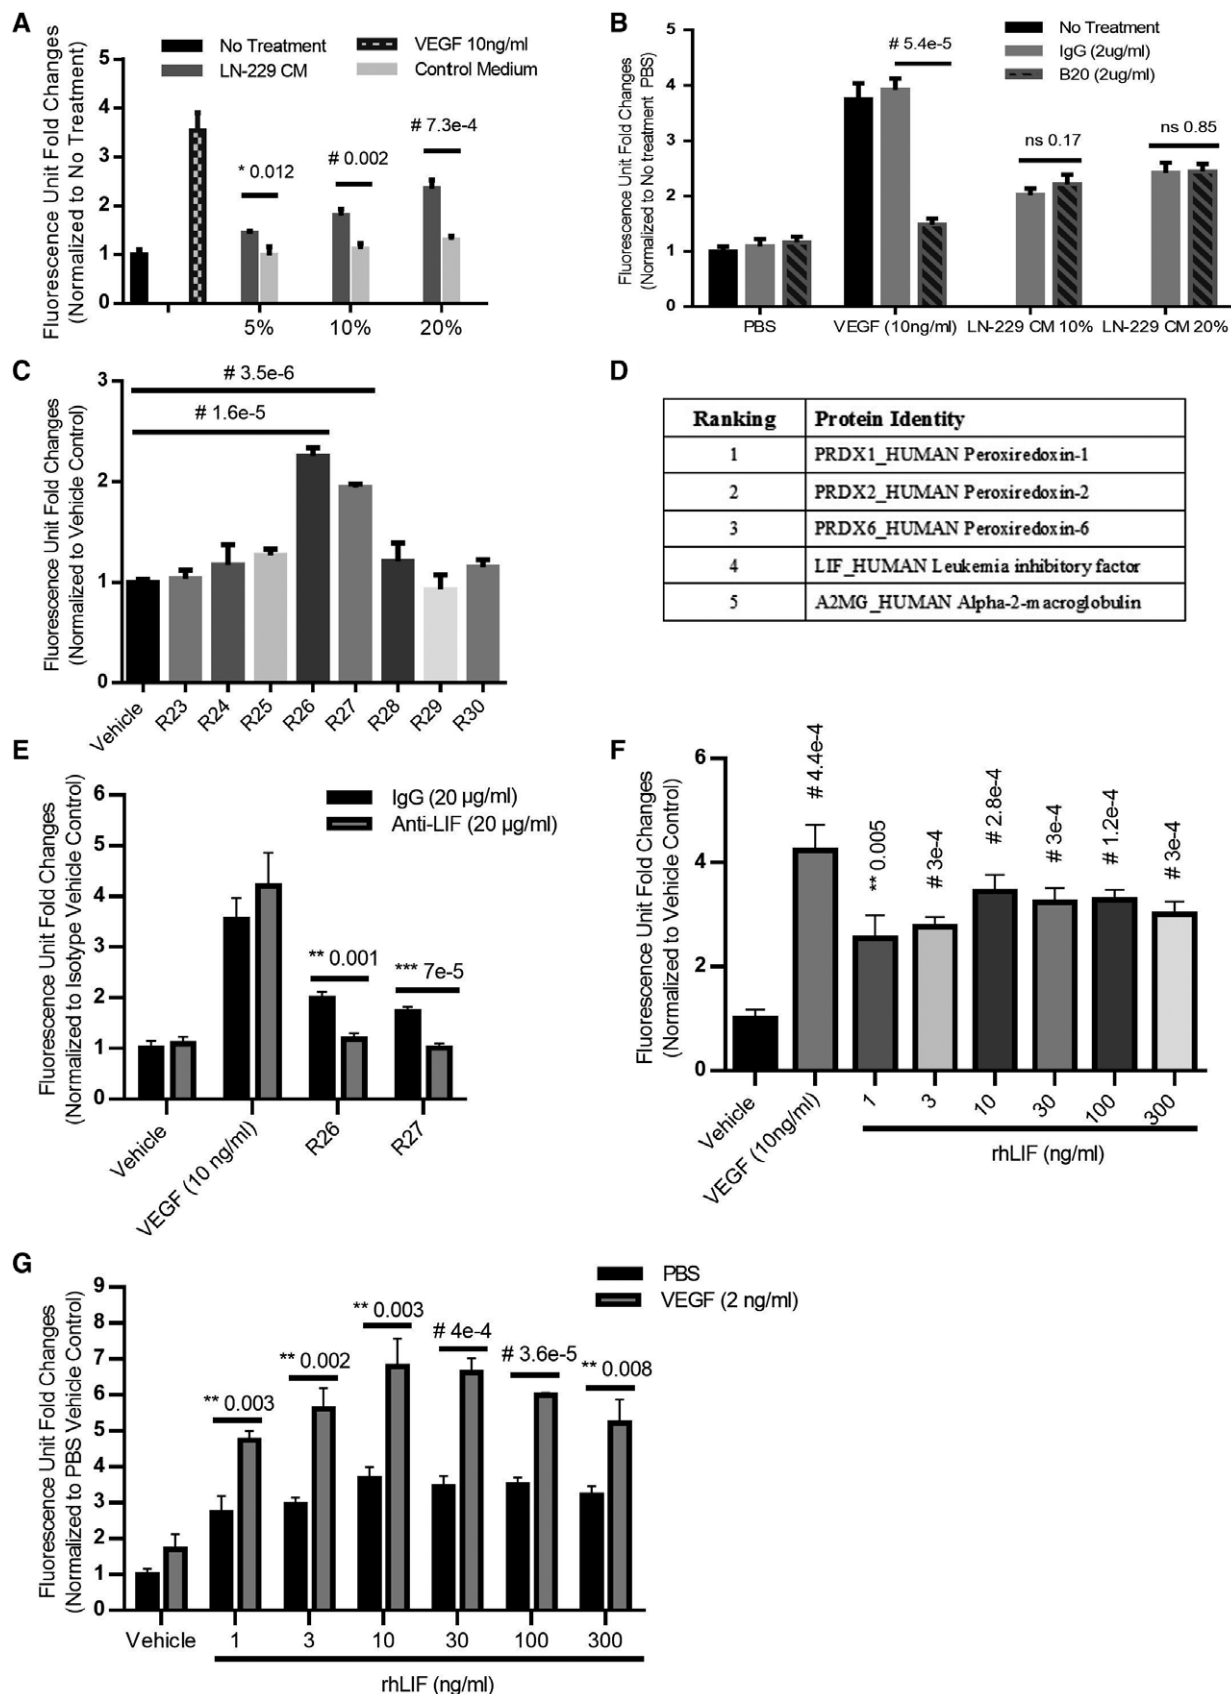 A
Fluorescence Unit Fold Changes
(Normalized to No Treatment)
5
4
3
2
1
0
No Treatment
LN-229 CM
VEGF 10ng/ml
Control Medium
* 0.012
# 0.002
# 7.3e-4
5%
10%
20%
B
Fluorescence Unit Fold Changes
(Normalized to No treatment PBS)
5
4
3
2
1
0
No Treatment
IgG (2ug/ml)
B20 (2ug/ml)
# 5.4e-5
ns 0.17
ns 0.85
PBS
VEGF (10ng/ml)
LN-229 CM 10%
LN-229 CM 20%
C
Fluorescence Unit Fold Changes
(Normalized to Vehicle Control)
3
2
1
0
# 3.5e-6
# 1.6e-5
Vehicle
R23
R24
R25
R26
R27
R28
R29
R30
D
Ranking Protein Identity
1 PRDX1_HUMAN Peroxiredoxin-1
2 PRDX2_HUMAN Peroxiredoxin-2
3 PRDX6_HUMAN Peroxiredoxin-6
4 LIF_HUMAN Leukemia inhibitory factor
5 A2MG_HUMAN Alpha-2-macroglobulin
E
Fluorescence Unit Fold Changes
(Normalized to Isotype Vehicle Control)
6
5
4
3
2
1
0
IgG (20 µg/ml)
Anti-LIF (20 µg/ml)
** 0.001
*** 7e-5
Vehicle
VEGF (10 ng/ml)
R26
R27
F
Fluorescence Unit Fold Changes
(Normalized to Vehicle Control)
6
4
2
0
# 4.4e-4
** 0.005
# 3e-4
# 2.8e-4
# 3e-4
# 1.2e-4
# 3e-4
Vehicle
VEGF (10ng/ml)
1
3
10
30
100
300
rhLIF (ng/ml)
G
Fluorescence Unit Fold Changes
(Normalized to PBS Vehicle Control)
9
8
7
6
5
4
3
2
1
0
PBS
VEGF (2 ng/ml)
** 0.003
** 0.002
** 0.003
# 4e-4
# 3.6e-5
** 0.008
Vehicle
1
3
10
30
100
300
rhLIF (ng/ml)